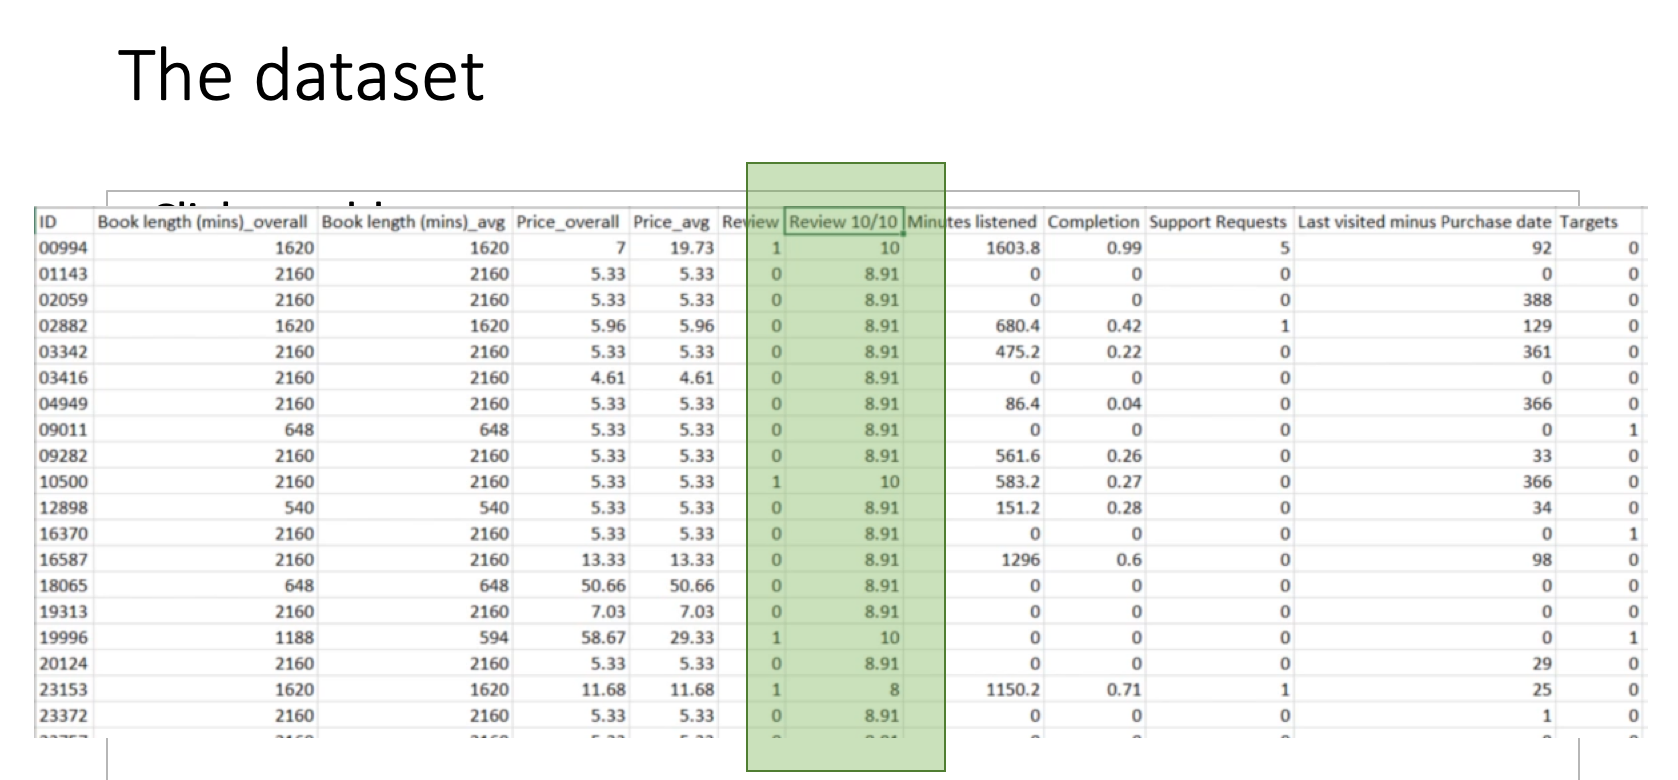 The dataset
ID Book length (mins)_overall Book length (mins)_avg Price_overall Price_avg Review Review 10/10 Minutes listened Completion Support Requests Last visited minus Purchase date Targets
00994 1620 1620 7 19.73 1 10 1603.8 0.99 5 92 0
01143 2160 2160 5.33 5.33 0 8.91 0 0 0 0 0
02059 2160 2160 5.33 5.33 0 8.91 0 0 0 388 0
02882 1620 1620 5.96 5.96 0 8.91 680.4 0.42 1 129 0
03342 2160 2160 5.33 5.33 0 8.91 475.2 0.22 0 361 0
03416 2160 2160 4.61 4.61 0 8.91 0 0 0 0 0
04949 2160 2160 5.33 5.33 0 8.91 86.4 0.04 0 366 0
09011 648 648 5.33 5.33 0 8.91 0 0 0 0 1
09282 2160 2160 5.33 5.33 0 8.91 561.6 0.26 0 33 0
10500 2160 2160 5.33 5.33 1 10 583.2 0.27 0 366 0
12898 540 540 5.33 5.33 0 8.91 151.2 0.28 0 34 0
16370 2160 2160 5.33 5.33 0 8.91 0 0 0 0 1
16587 2160 2160 13.33 13.33 0 8.91 1296 0.6 0 98 0
18065 648 648 50.66 50.66 0 8.91 0 0 0 0 0
19313 2160 2160 7.03 7.03 0 8.91 0 0 0 0 0
19996 1188 594 58.67 29.33 1 10 0 0 0 0 1
20124 2160 2160 5.33 5.33 0 8.91 0 0 0 29 0
23153 1620 1620 11.68 11.68 1 8 1150.2 0.71 1 25 0
23372 2160 2160 5.33 5.33 0 8.91 0 0 0 1 0